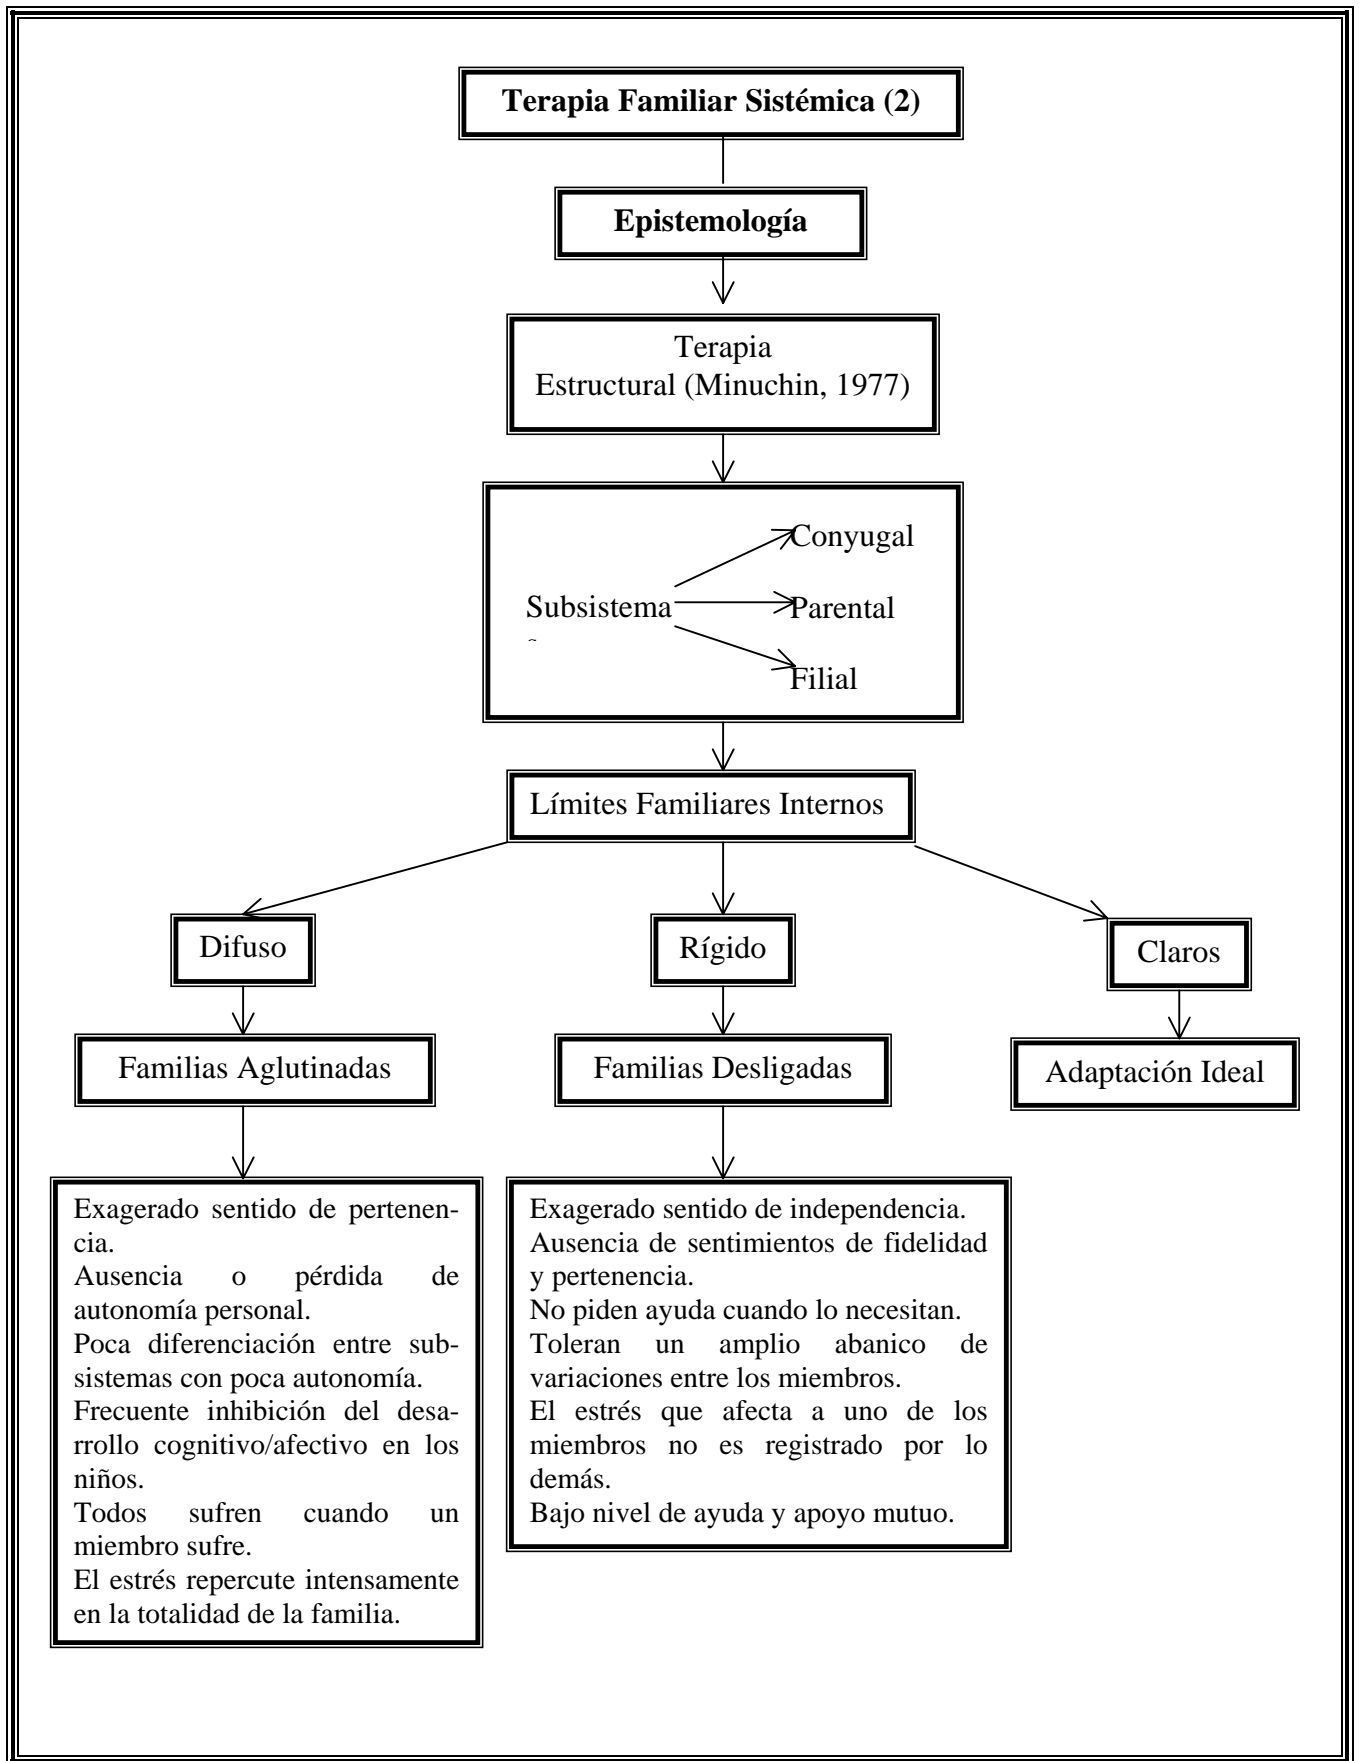 Terapia Familiar Sistémica (2)
Epistemología
Terapia
Estructural (Minuchin, 1977)
Conyugal
Subsistema
Parental
Filial
Límites Familiares Internos
Difuso
Rígido
Claros
Familias Aglutinadas
Familias Desligadas
Adaptación Ideal
Exagerado sentido de pertenen-
cia.
Ausencia o pérdida de
autonomía personal.
Poca diferenciación entre sub-
sistemas con poca autonomía.
Frecuente inhibición del desa-
rrollo cognitivo/afectivo en los
niños.
Todos sufren cuando un
miembro sufre.
El estrés repercute intensamente
en la totalidad de la familia.
Exagerado sentido de independencia.
Ausencia de sentimientos de fidelidad
y pertenencia.
No piden ayuda cuando lo necesitan.
Toleran un amplio abanico de
variaciones entre los miembros.
El estrés que afecta a uno de los
miembros no es registrado por lo
demás.
Bajo nivel de ayuda y apoyo mutuo.